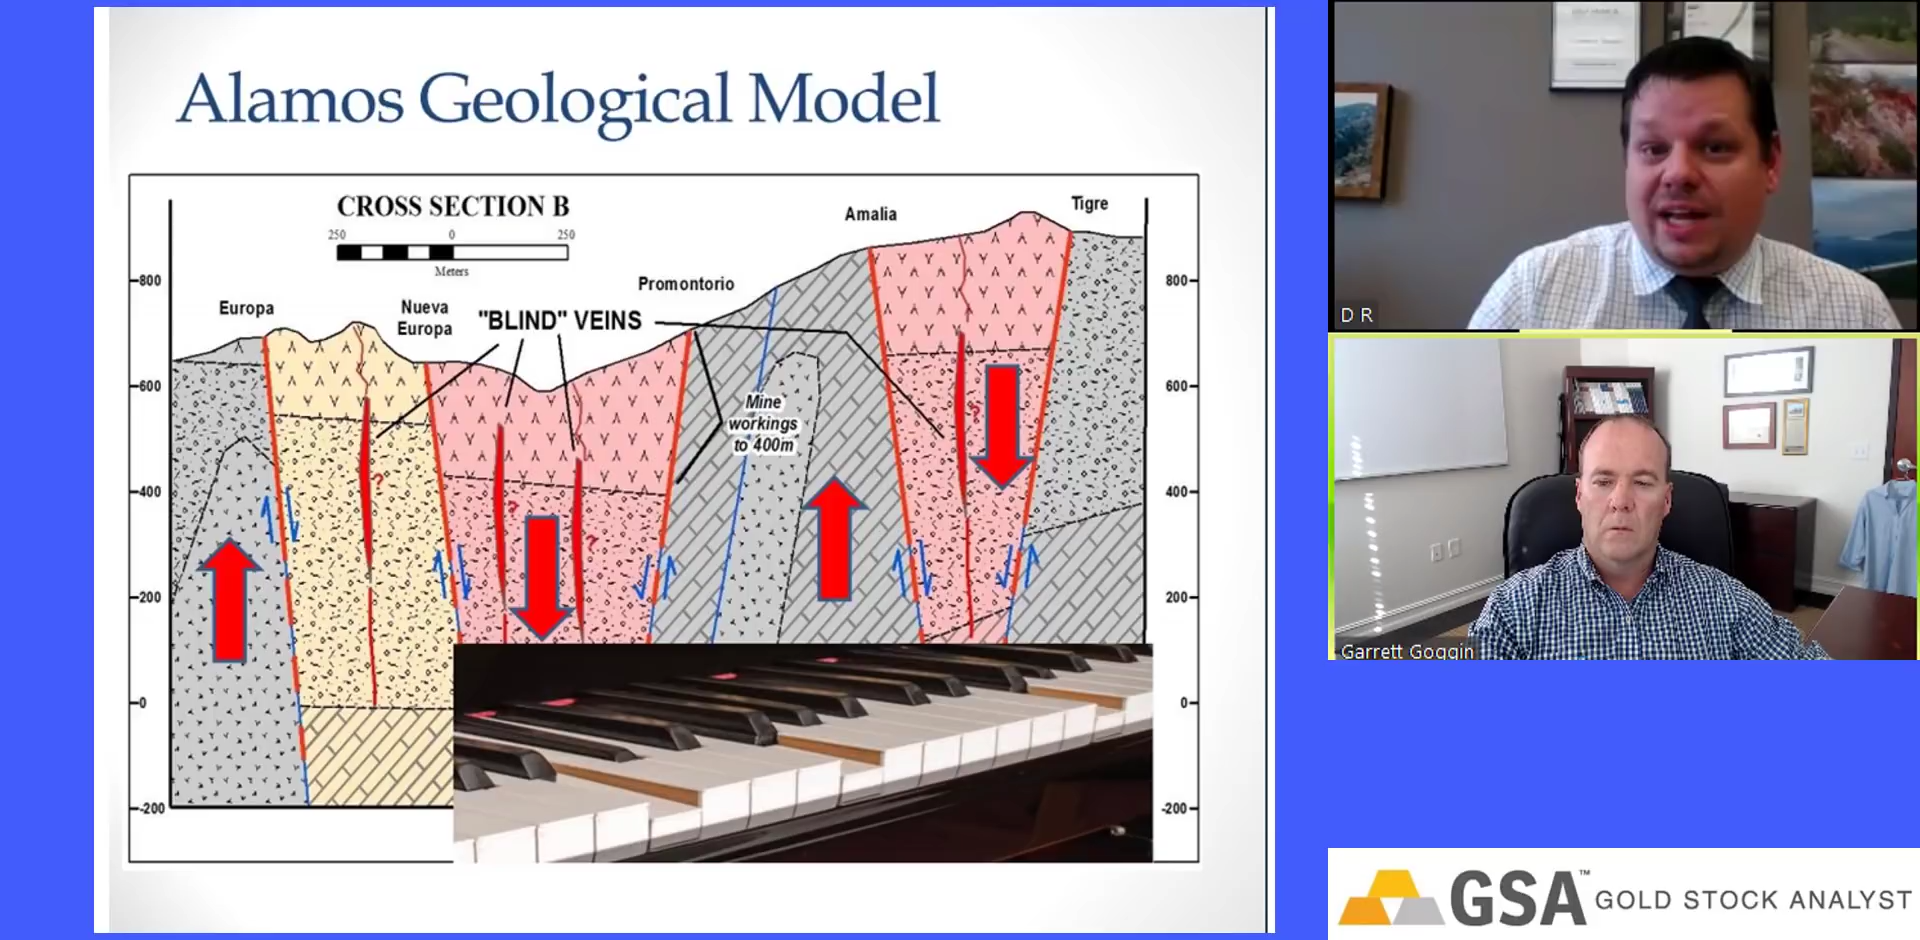 Alamos Geological Model
CROSS SECTION B
250 0 250
Meters
Europa
Nueva
Europa
"BLIND" VEINS
Promontorio
Amalia
Tigre
Mine
workings
to 400m
800
600
400
200
0
-200
800
600
400
200
0
-200
?
?
?
?
D R
Garrett Goggin
GSA™ GOLD STOCK ANALYST